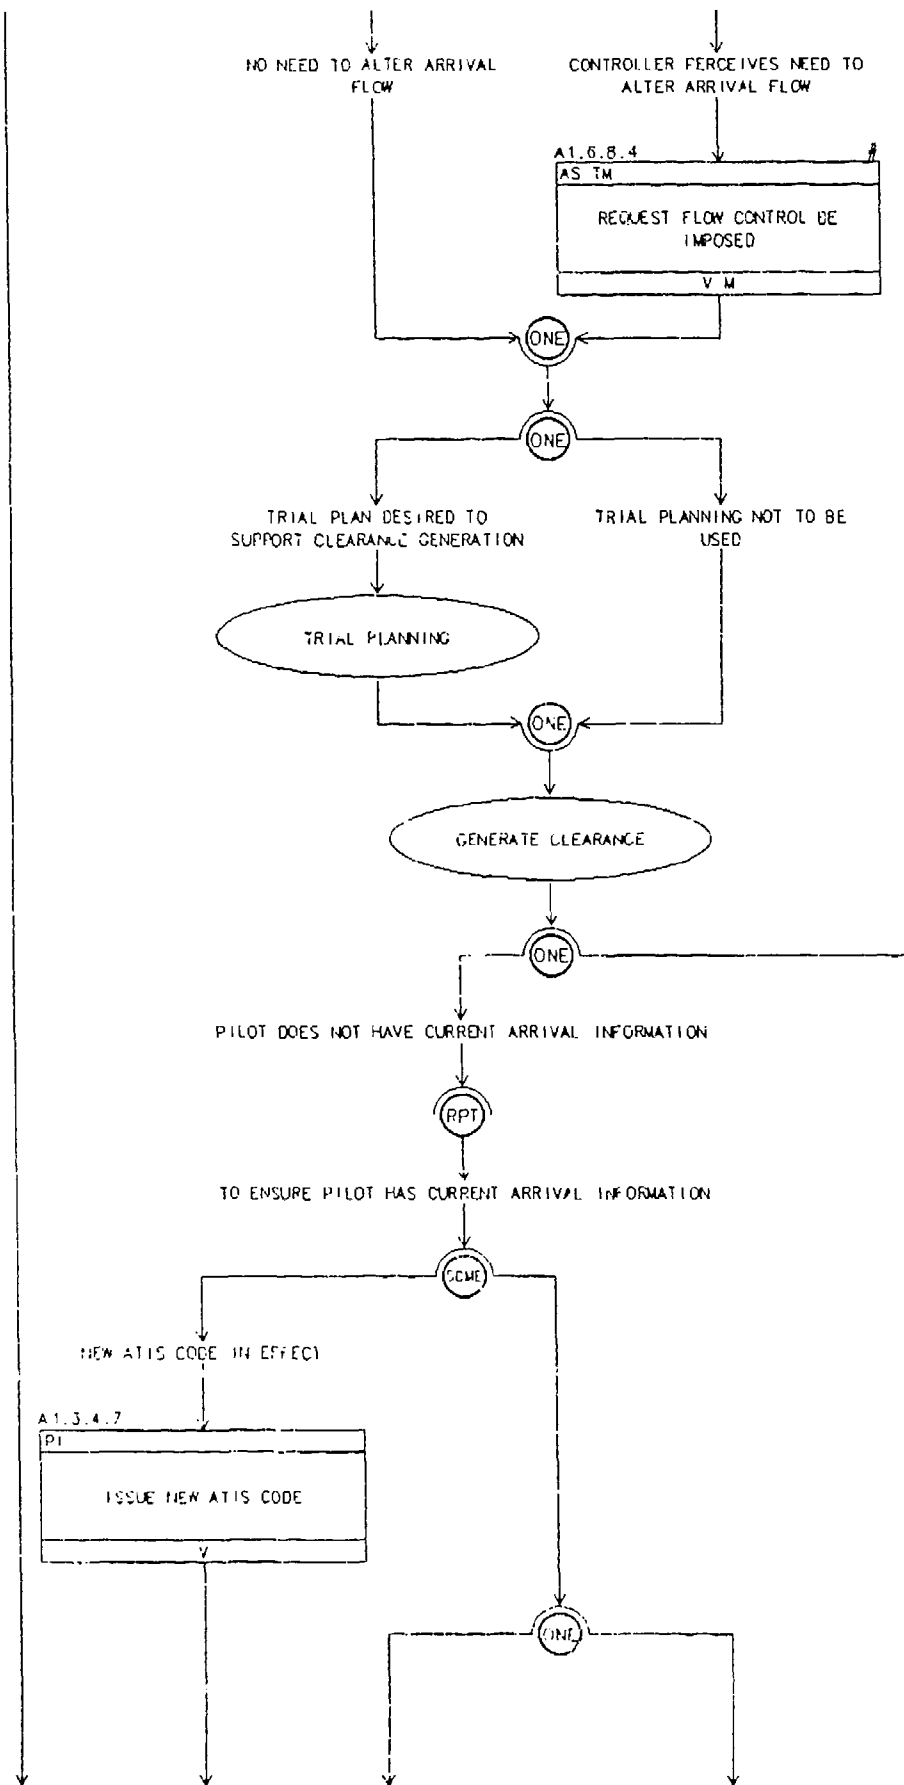 NO NEED TO ALTER ARRIVAL
FLOW
CONTROLLER PERCEIVES NEED TO
ALTER ARRIVAL FLOW
A1.6.8.4
#
AS TM
REQUEST FLOW CONTROL BE
IMPOSED
V M
ONE
ONE
TRIAL PLAN DESIRED TO
SUPPORT CLEARANCE GENERATION
TRIAL PLANNING NOT TO BE
USED
TRIAL PLANNING
ONE
GENERATE CLEARANCE
ONE
PILOT DOES NOT HAVE CURRENT ARRIVAL INFORMATION
RPT
TO ENSURE PILOT HAS CURRENT ARRIVAL INFORMATION
SOME
NEW ATIS CODE IN EFFECT
A1.3.4.7
PI
ISSUE NEW ATIS CODE
V
ONE